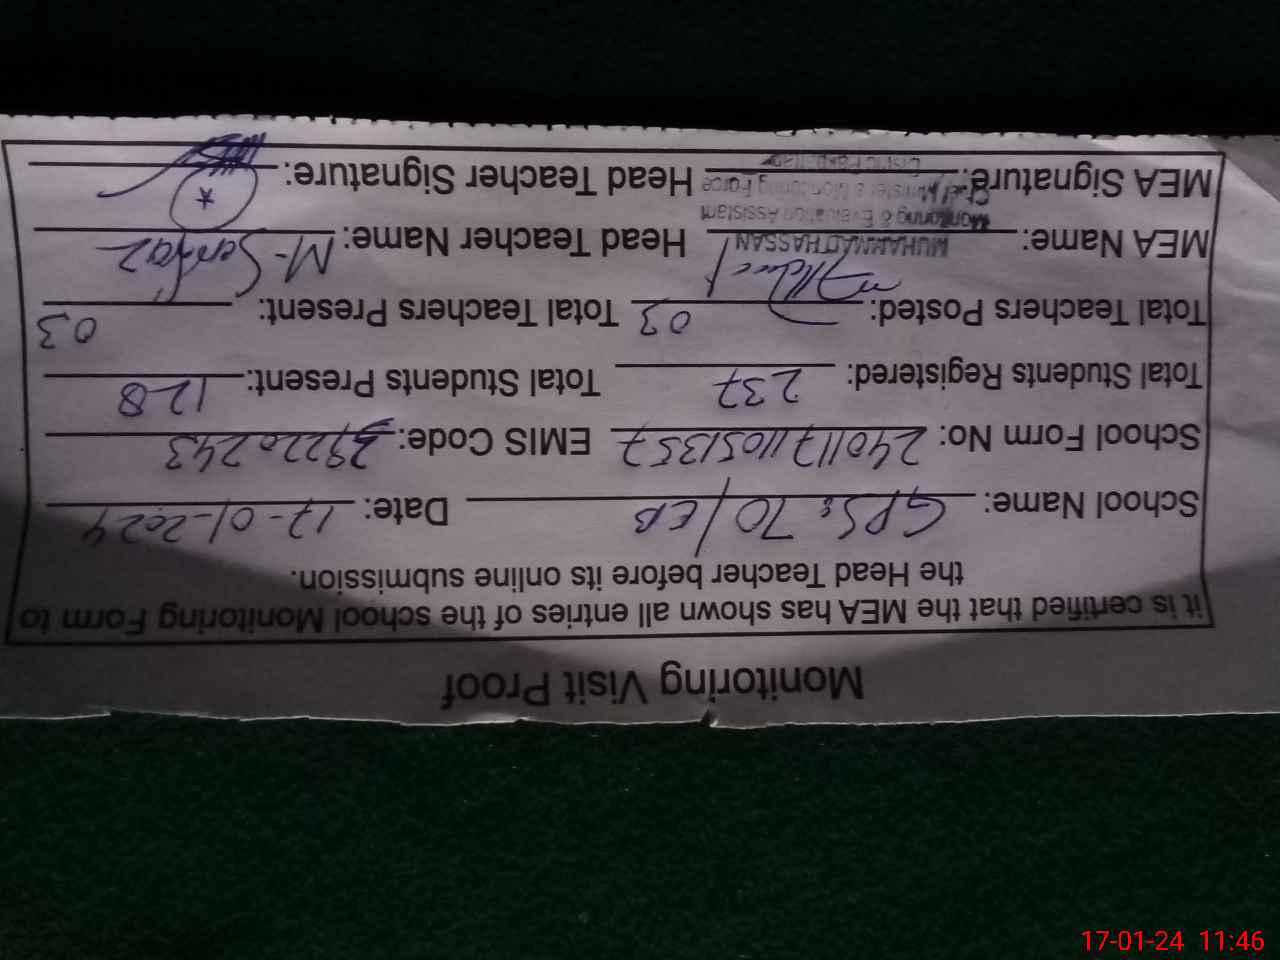 Monitoring Visit Proof
it is certified that the MEA has shown all entries of the school Monitoring Form to
the Head Teacher before its online submission.
School Name: GPS: 70/EB Date: 17-01-2024
School Form No: 24011711051357 EMIS Code: 39220243
Total Students Registered: 237 Total Students Present: 128
Total Teachers Posted: 03 Total Teachers Present: 03
MEA Name: MUHAMMAD HASSAN Head Teacher Name: M. Serfraz
Monitoring & Evaluation Assistant
Chief Minister's Monitoring Force
MEA Signature: District Pakpattan Head Teacher Signature:
17-01-24 11:46